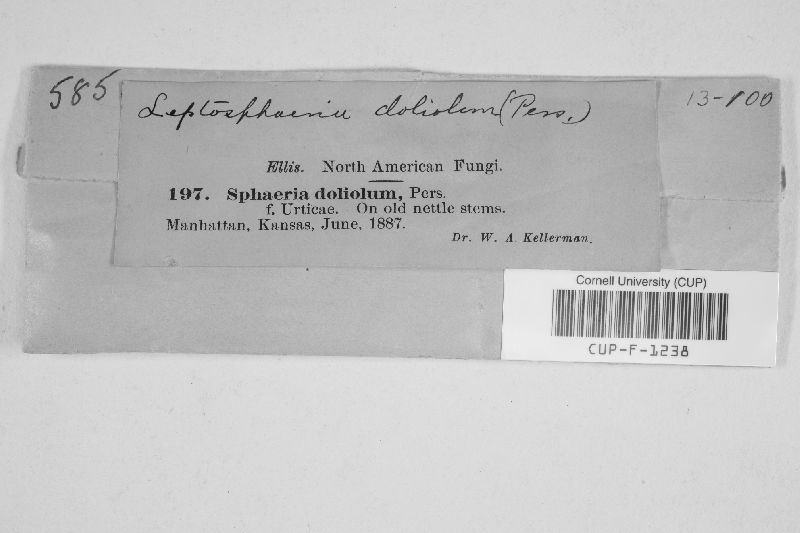 585
Leptosphaeria doliolum (Pers.)
13-100
Ellis. North American Fungi.
197. Sphaeria doliolum, Pers.
f. Urticae. On old nettle stems.
Manhattan, Kansas, June, 1887.
Dr. W. A. Kellerman.
Cornell University (CUP)
CUP-F-1238